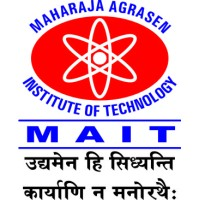 MAHARAJA AGRASEN
INSTITUTE OF TECHNOLOGY
MAIT
उद्यमेन हि सिध्यन्ति
कार्याणि न मनोरथैः